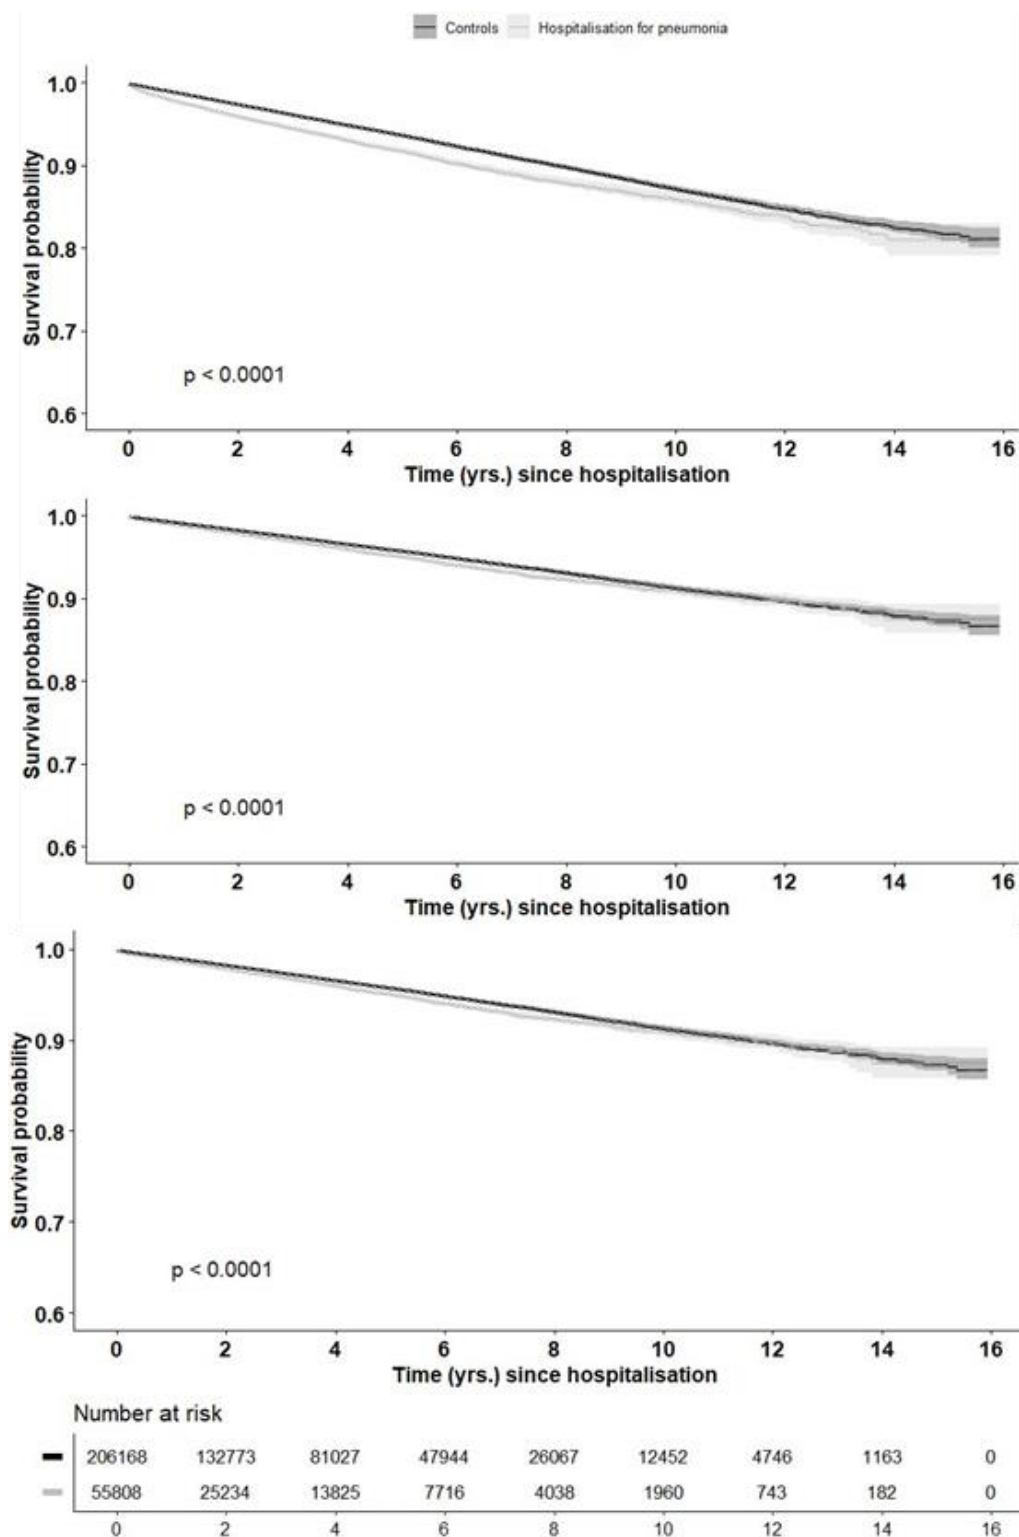 Controls Hospitalisation for pneumonia
Survival probability
1.0
0.9
0.8
0.7
0.6
p < 0.0001
0 2 4 6 8 10 12 14 16
Time (yrs.) since hospitalisation
Survival probability
1.0
0.9
0.8
0.7
0.6
p < 0.0001
0 2 4 6 8 10 12 14 16
Time (yrs.) since hospitalisation
Survival probability
1.0
0.9
0.8
0.7
0.6
p < 0.0001
0 2 4 6 8 10 12 14 16
Time (yrs.) since hospitalisation
Number at risk
206168 132773 81027 47944 26067 12452 4746 1163 0
55808 25234 13825 7716 4038 1960 743 182 0
0 2 4 6 8 10 12 14 16